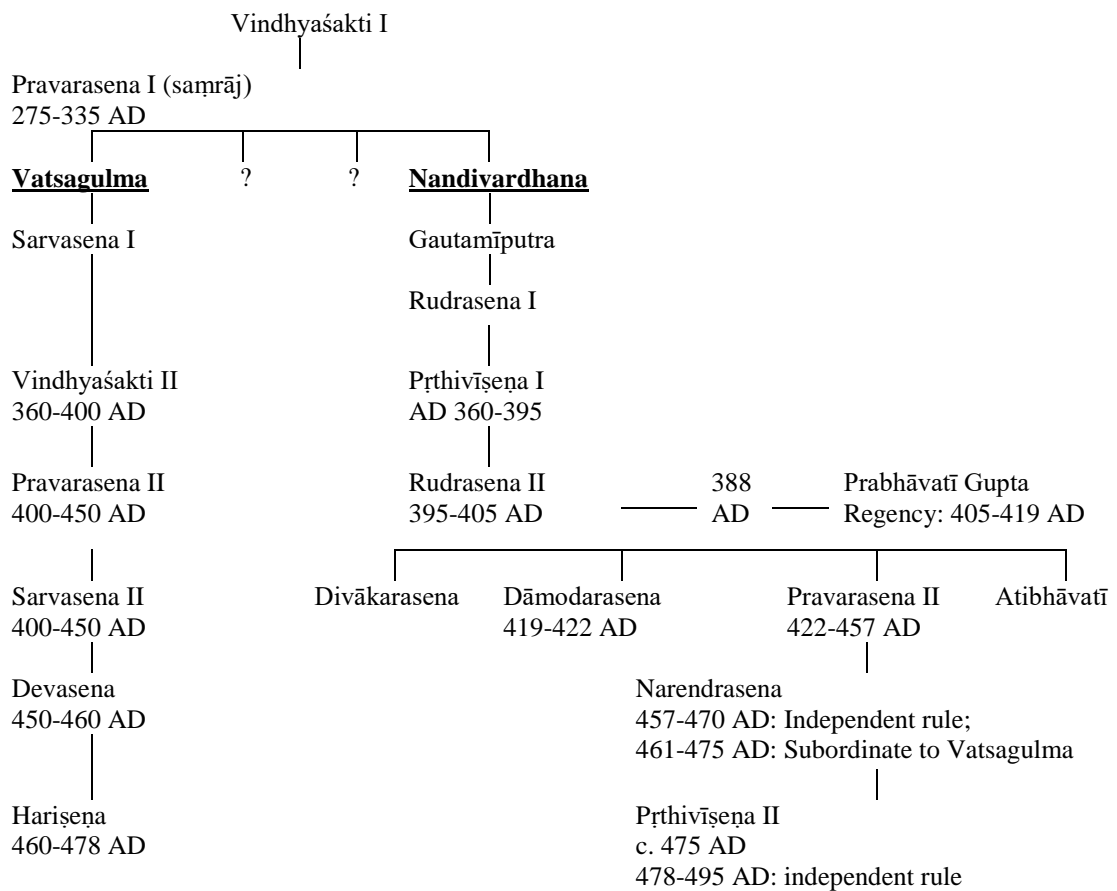 Vindhyaśakti I
Pravarasena I (saṃrāj)
275-335 AD
Vatsagulma ? ? Nandivardhana
Sarvasena I Gautamīputra
Rudrasena I
Vindhyaśakti II Pṛthivīṣeṇa I
360-400 AD AD 360-395
Pravarasena II Rudrasena II 388 Prabhāvatī Gupta
400-450 AD 395-405 AD AD Regency: 405-419 AD
Sarvasena II Divākarasena Dāmodarasena Pravarasena II Atibhāvatī
400-450 AD 419-422 AD 422-457 AD
Devasena Narendrasena
450-460 AD 457-470 AD: Independent rule;
461-475 AD: Subordinate to Vatsagulma
Hariṣeṇa Pṛthivīṣeṇa II
460-478 AD c. 475 AD
478-495 AD: independent rule